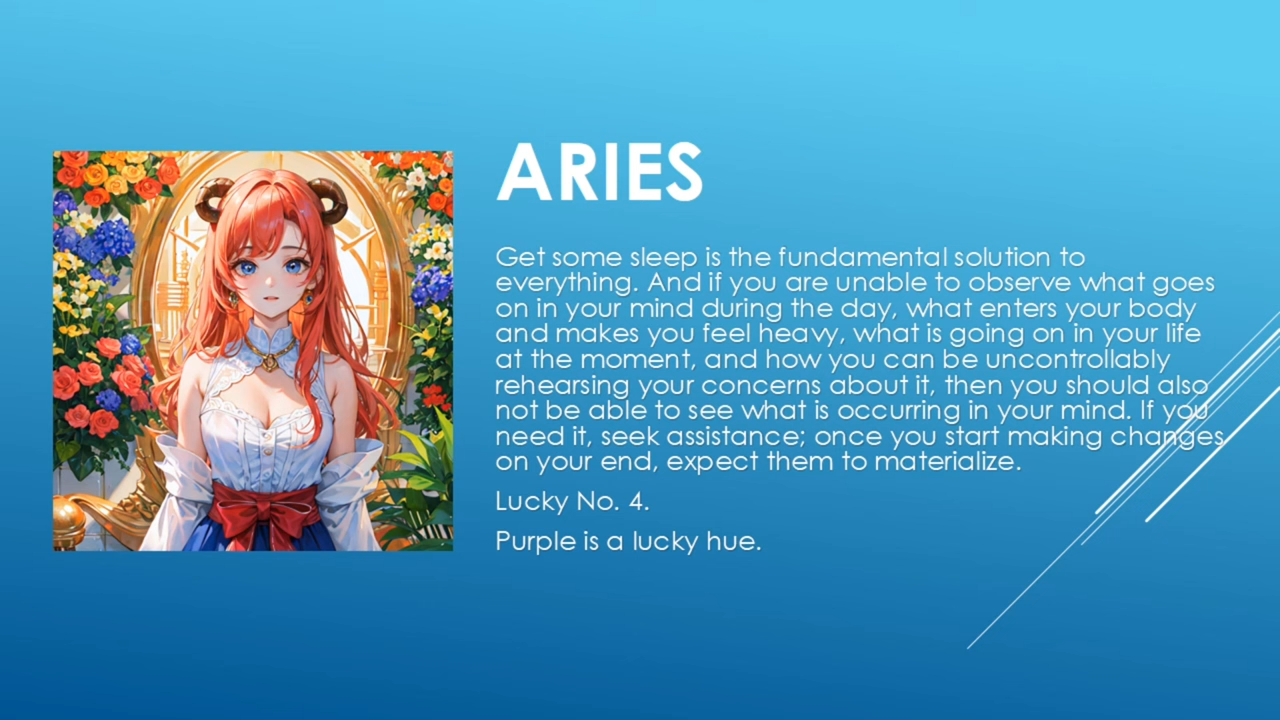 ARIES
Get some sleep is the fundamental solution to
everything. And if you are unable to observe what goes
on in your mind during the day, what enters your body
and makes you feel heavy, what is going on in your life
at the moment, and how you can be uncontrollably
rehearsing your concerns about it, then you should also
not be able to see what is occurring in your mind. If you
need it, seek assistance; once you start making changes
on your end, expect them to materialize.
Lucky No. 4.
Purple is a lucky hue.